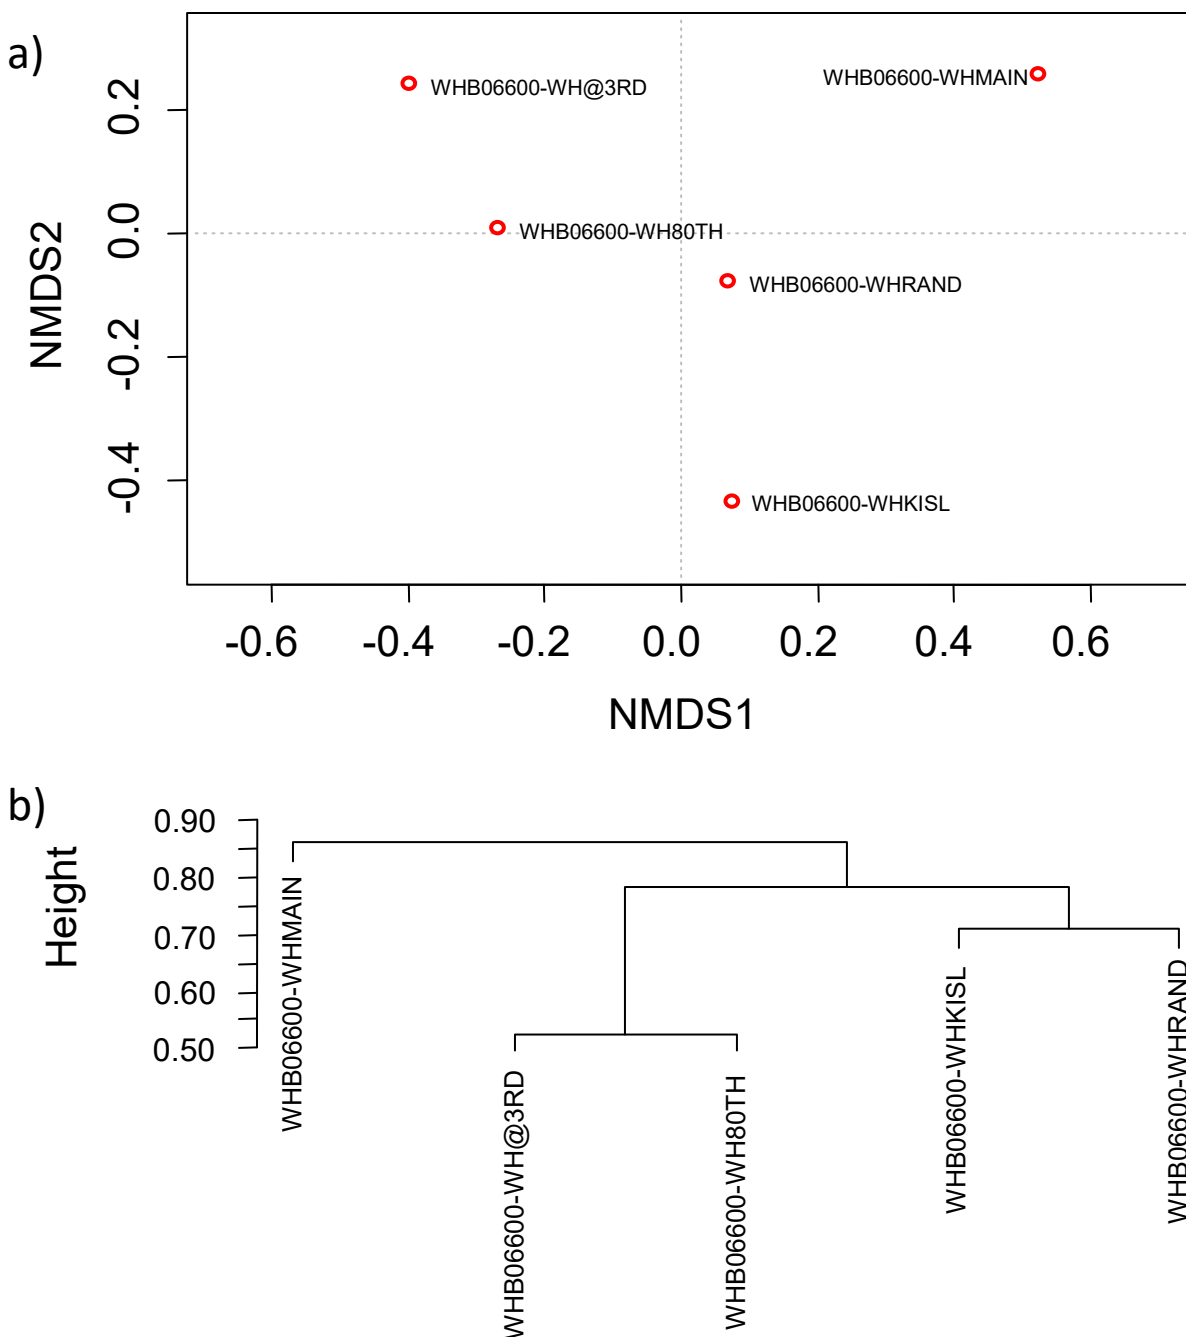 a)
WHB06600-WH@3RD
WHB06600-WHMAIN
WHB06600-WH80TH
WHB06600-WHRAND
WHB06600-WHKISL
NMDS2
0.2
0.0
-0.2
-0.4
-0.6
-0.4
-0.2
0.0
0.2
0.4
0.6
NMDS1
b)
Height
0.90
0.80
0.70
0.60
0.50
WHB06600-WHMAIN
WHB06600-WH@3RD
WHB06600-WH80TH
WHB06600-WHKISL
WHB06600-WHRAND